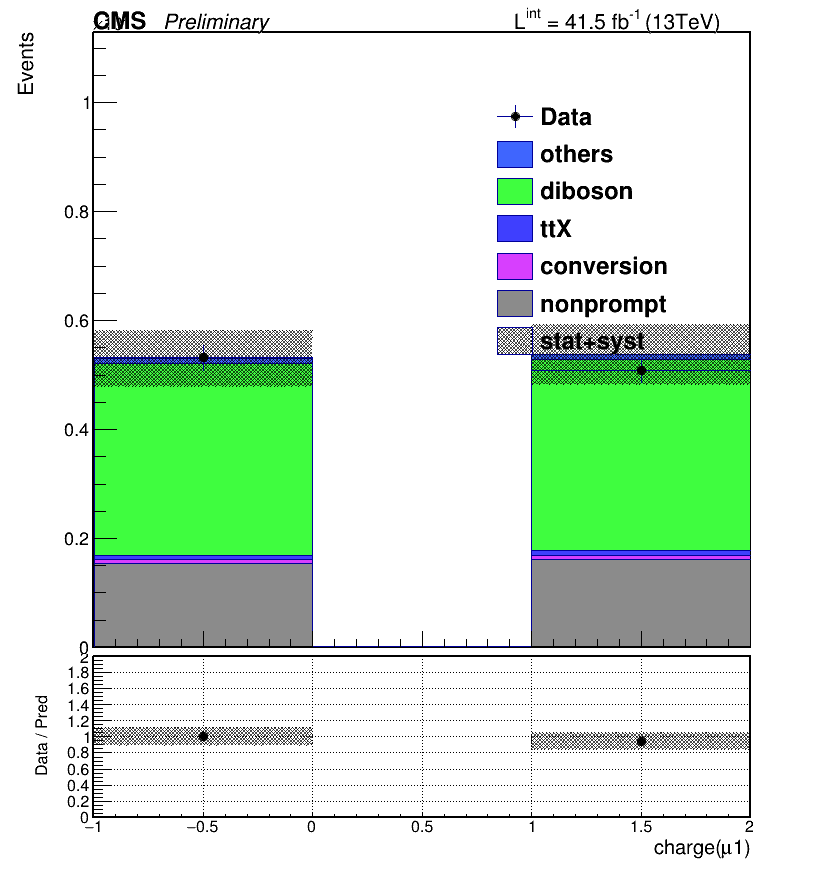 CMS Preliminary L^int = 41.5 fb^-1 (13TeV)
Events
1
0.8
0.6
0.4
0.2
0
Data
others
diboson
ttX
conversion
nonprompt
stat+syst
Data / Pred
2
1.8
1.6
1.4
1.2
1
0.8
0.6
0.4
0.2
0
−1 −0.5 0 0.5 1 1.5 2
charge(μ1)